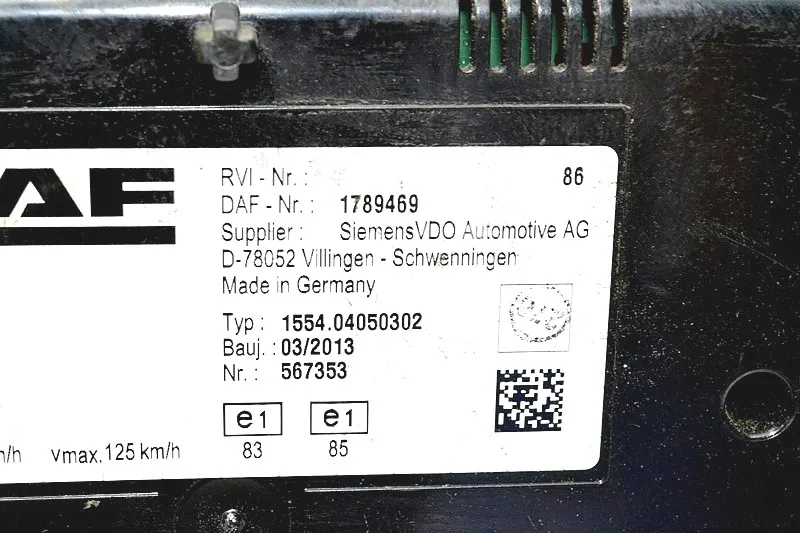 AF
RVI - Nr. : 86
DAF - Nr. : 1789469
Supplier : SiemensVDO Automotive AG
D-78052 Villingen - Schwenningen
Made in Germany
Typ : 1554.04050302
Bauj. : 03/2013
Nr. : 567353
e1 e1
83 85
m/h vmax. 125 km/h